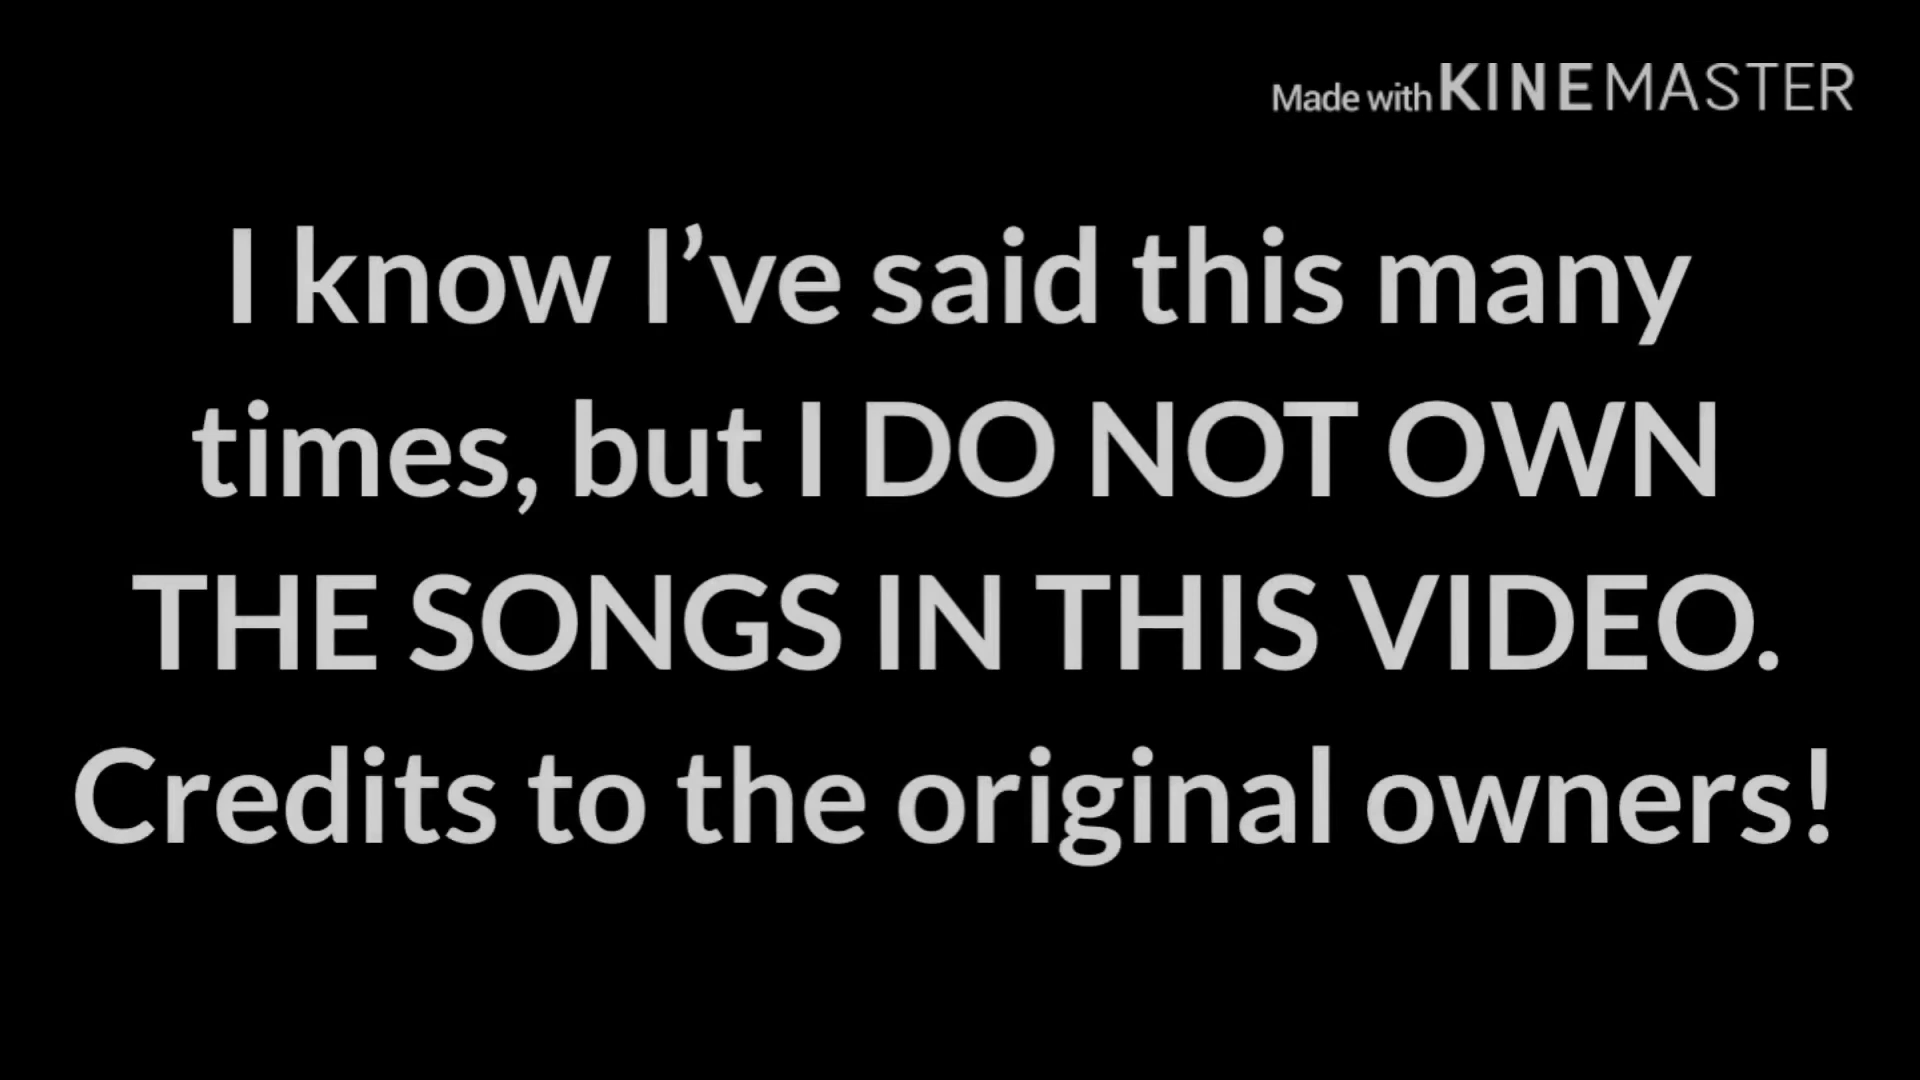 Made with KINEMASTER
I know I’ve said this many
times, but I DO NOT OWN
THE SONGS IN THIS VIDEO.
Credits to the original owners!